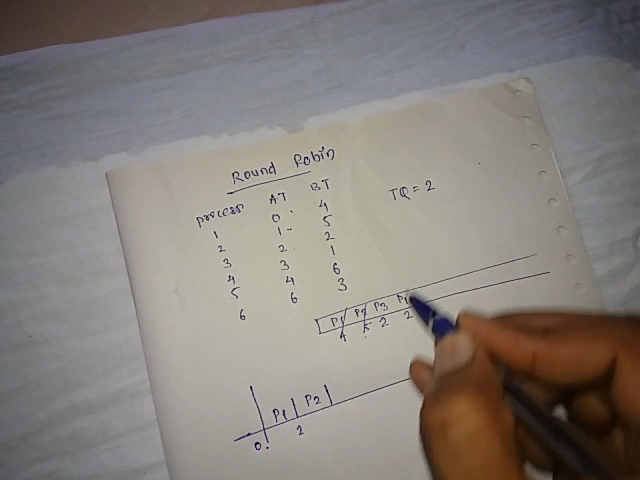 Round Robin
process AT BT
1 0 4
2 1 5
3 2 2
4 3 1
5 4 6
6 6 3
TQ = 2
P1 P2 P3 P1
4 5 2 2
P1 P2
0 2